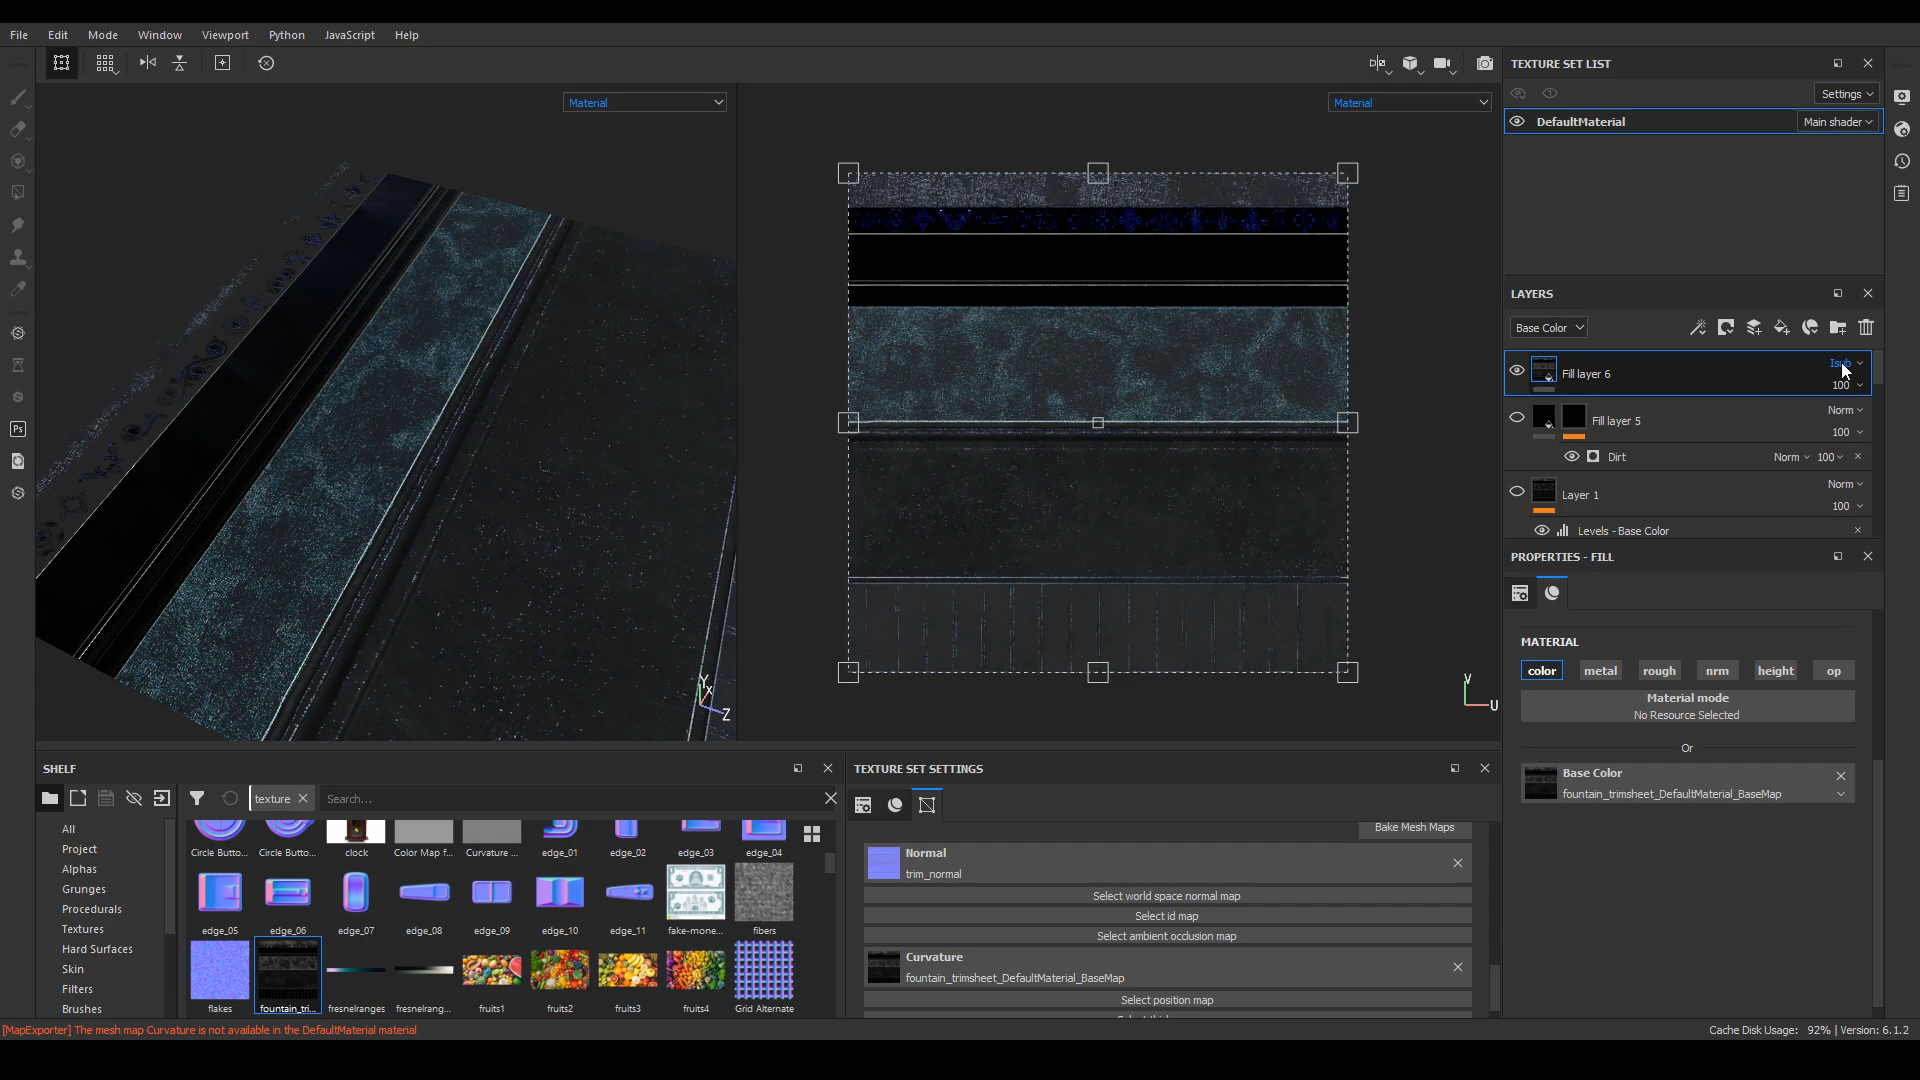 File Edit Mode Window Viewport Python JavaScript Help
Material
Material
Y
X
Z
V
U
TEXTURE SET LIST
Settings
DefaultMaterial
Main shader
LAYERS
Base Color
Fill layer 6
Isub
100
Fill layer 5
Norm
100
Dirt
Norm
100
Layer 1
Norm
100
Levels - Base Color
PROPERTIES - FILL
MATERIAL
color metal rough nrm height op
Material mode
No Resource Selected
Or
Base Color
fountain_trimsheet_DefaultMaterial_BaseMap
SHELF
texture
Search...
All
Project
Alphas
Grunges
Procedurals
Textures
Hard Surfaces
Skin
Filters
Brushes
Circle Butto... Circle Butto... clock Color Map f... Curvature ... edge_01 edge_02 edge_03 edge_04
edge_05 edge_06 edge_07 edge_08 edge_09 edge_10 edge_11 fake-mone... fibers
flakes fountain_tri... fresnelranges fresnelrang... fruits1 fruits2 fruits3 fruits4 Grid Alternate
TEXTURE SET SETTINGS
Bake Mesh Maps
Normal
trim_normal
Select world space normal map
Select id map
Select ambient occlusion map
Curvature
fountain_trimsheet_DefaultMaterial_BaseMap
Select position map
[MapExporter] The mesh map Curvature is not available in the DefaultMaterial material
Cache Disk Usage: 92% | Version: 6.1.2